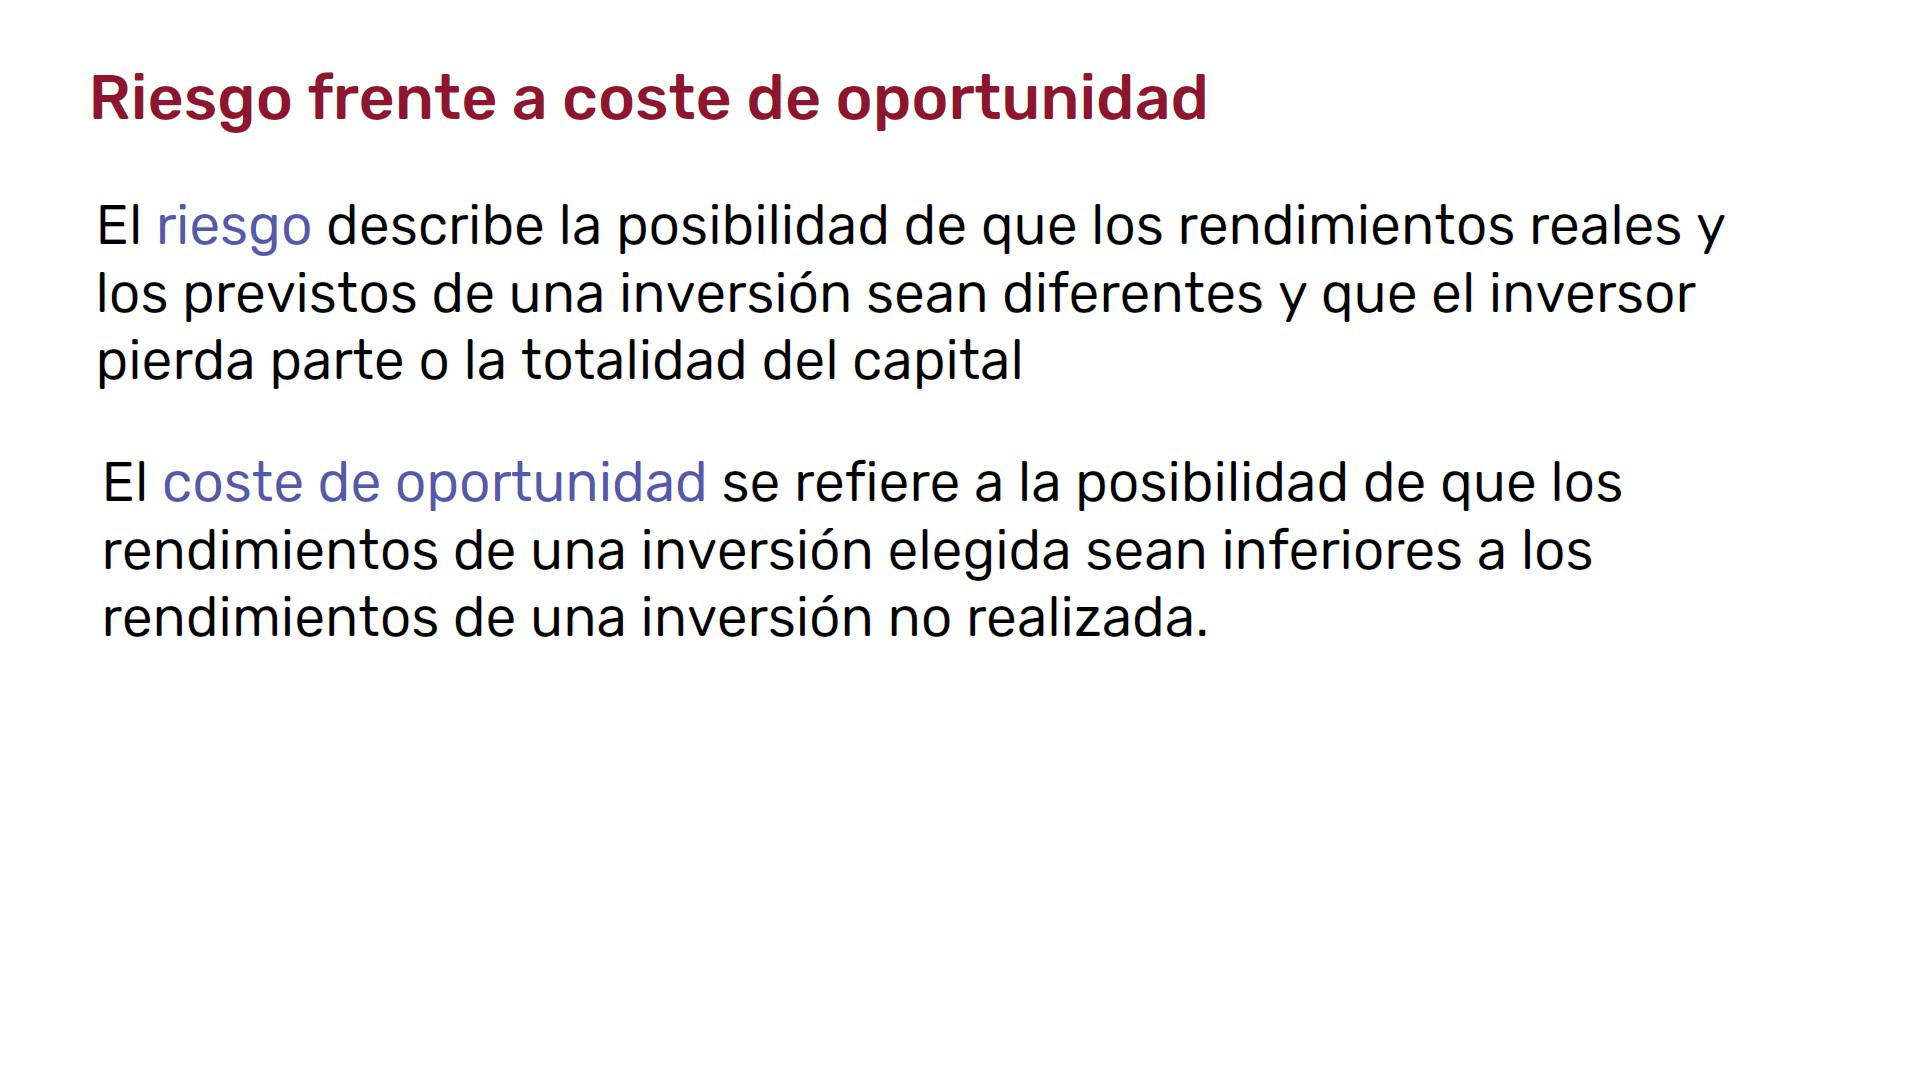 Riesgo frente a coste de oportunidad
El riesgo describe la posibilidad de que los rendimientos reales y
los previstos de una inversión sean diferentes y que el inversor
pierda parte o la totalidad del capital
El coste de oportunidad se refiere a la posibilidad de que los
rendimientos de una inversión elegida sean inferiores a los
rendimientos de una inversión no realizada.